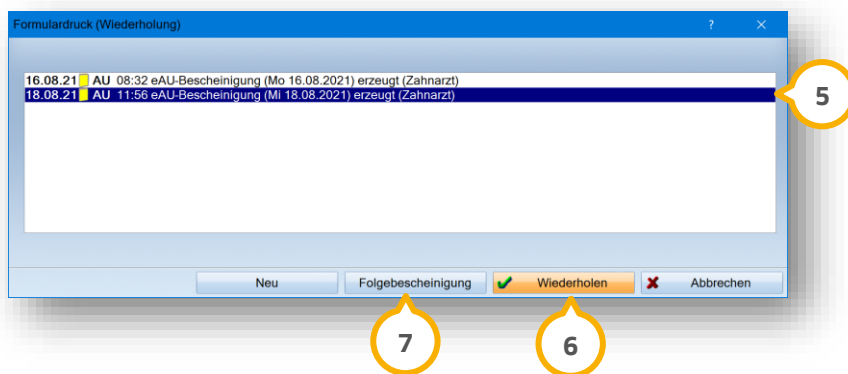 Formulardruck (Wiederholung) ? ×
16.08.21 AU 08:32 eAU-Bescheinigung (Mo 16.08.2021) erzeugt (Zahnarzt)
18.08.21 AU 11:56 eAU-Bescheinigung (Mi 18.08.2021) erzeugt (Zahnarzt)
5
Neu Folgebescheinigung Wiederholen Abbrechen
7 6